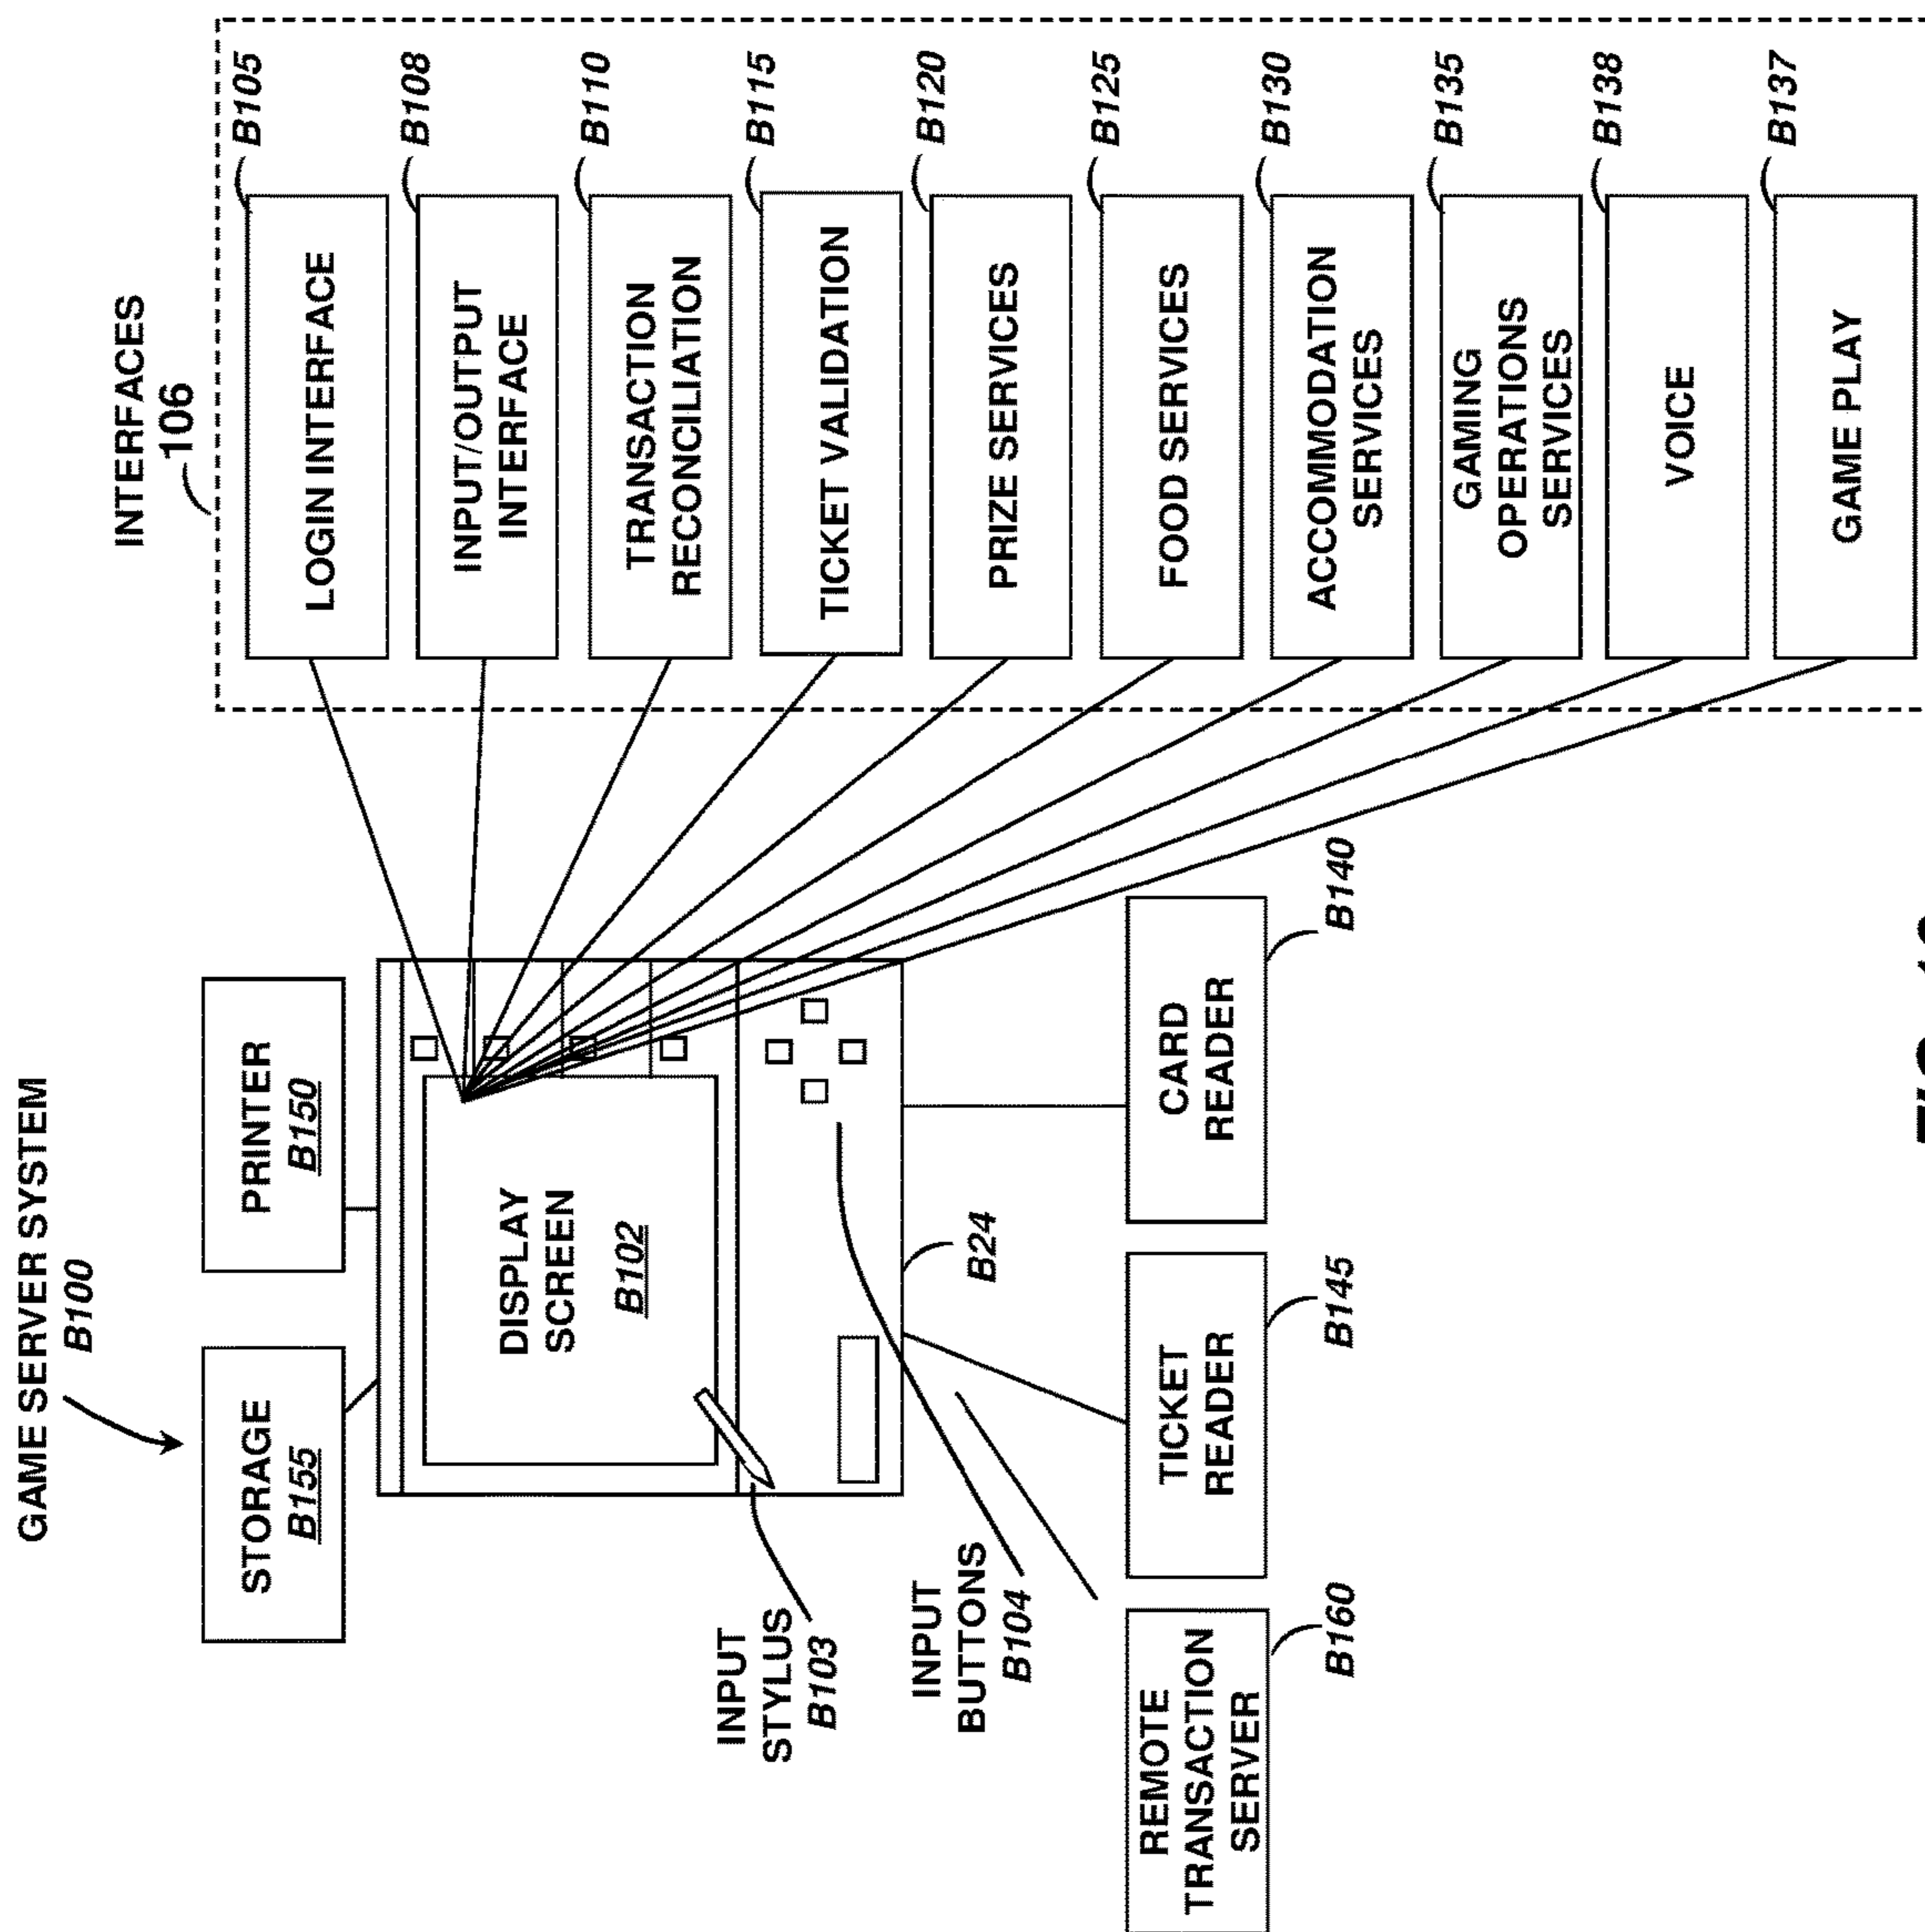 GAME SERVER SYSTEM
B100
STORAGE
B155
PRINTER
B150
INTERFACES
106
LOGIN INTERFACE
B105
INPUT/OUTPUT
INTERFACE
B108
TRANSACTION
RECONCILIATION
B110
TICKET VALIDATION
B115
PRIZE SERVICES
B120
FOOD SERVICES
B125
ACCOMMODATION
SERVICES
B130
GAMING
OPERATIONS
SERVICES
B135
VOICE
B138
GAME PLAY
B137
DISPLAY
SCREEN
B102
INPUT
STYLUS
B103
INPUT
BUTTONS
B104
B24
REMOTE
TRANSACTION
SERVER
B160
TICKET
READER
B145
CARD
READER
B140